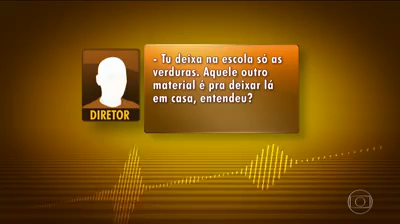 - Tu deixa na escola só as
verduras. Aquele outro
material é pra deixar lá
em casa, entendeu?
DIRETOR